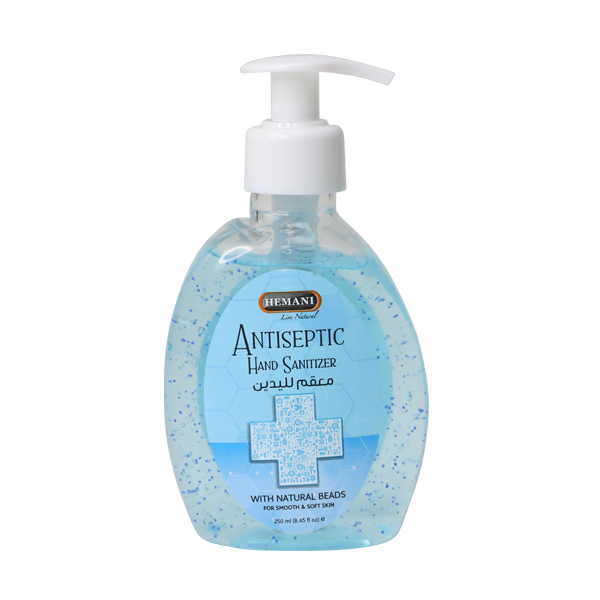 HEMANI
Live Natural
ANTISEPTIC
HAND SANITIZER
معقم لليدين
WITH NATURAL BEADS
FOR SMOOTH & SOFT SKIN
250 ml (8.45 fl oz) e